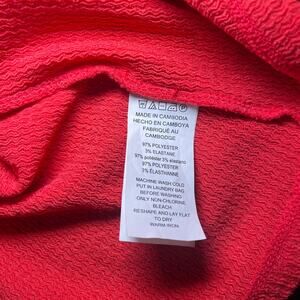 MADE IN CAMBODIA
HECHO EN CAMBOYA
FABRIQUÉ AU
CAMBODGE
97% POLYESTER
3% ELASTANE
97% poliéster 3% elastano
97% POLYESTER
3% ÉLASTHANNE
MACHINE WASH COLD
PUT IN LAUNDRY BAG
BEFORE WASHING
ONLY NON-CHLORINE
BLEACH
RESHAPE AND LAY FLAT
TO DRY
WARM IRON